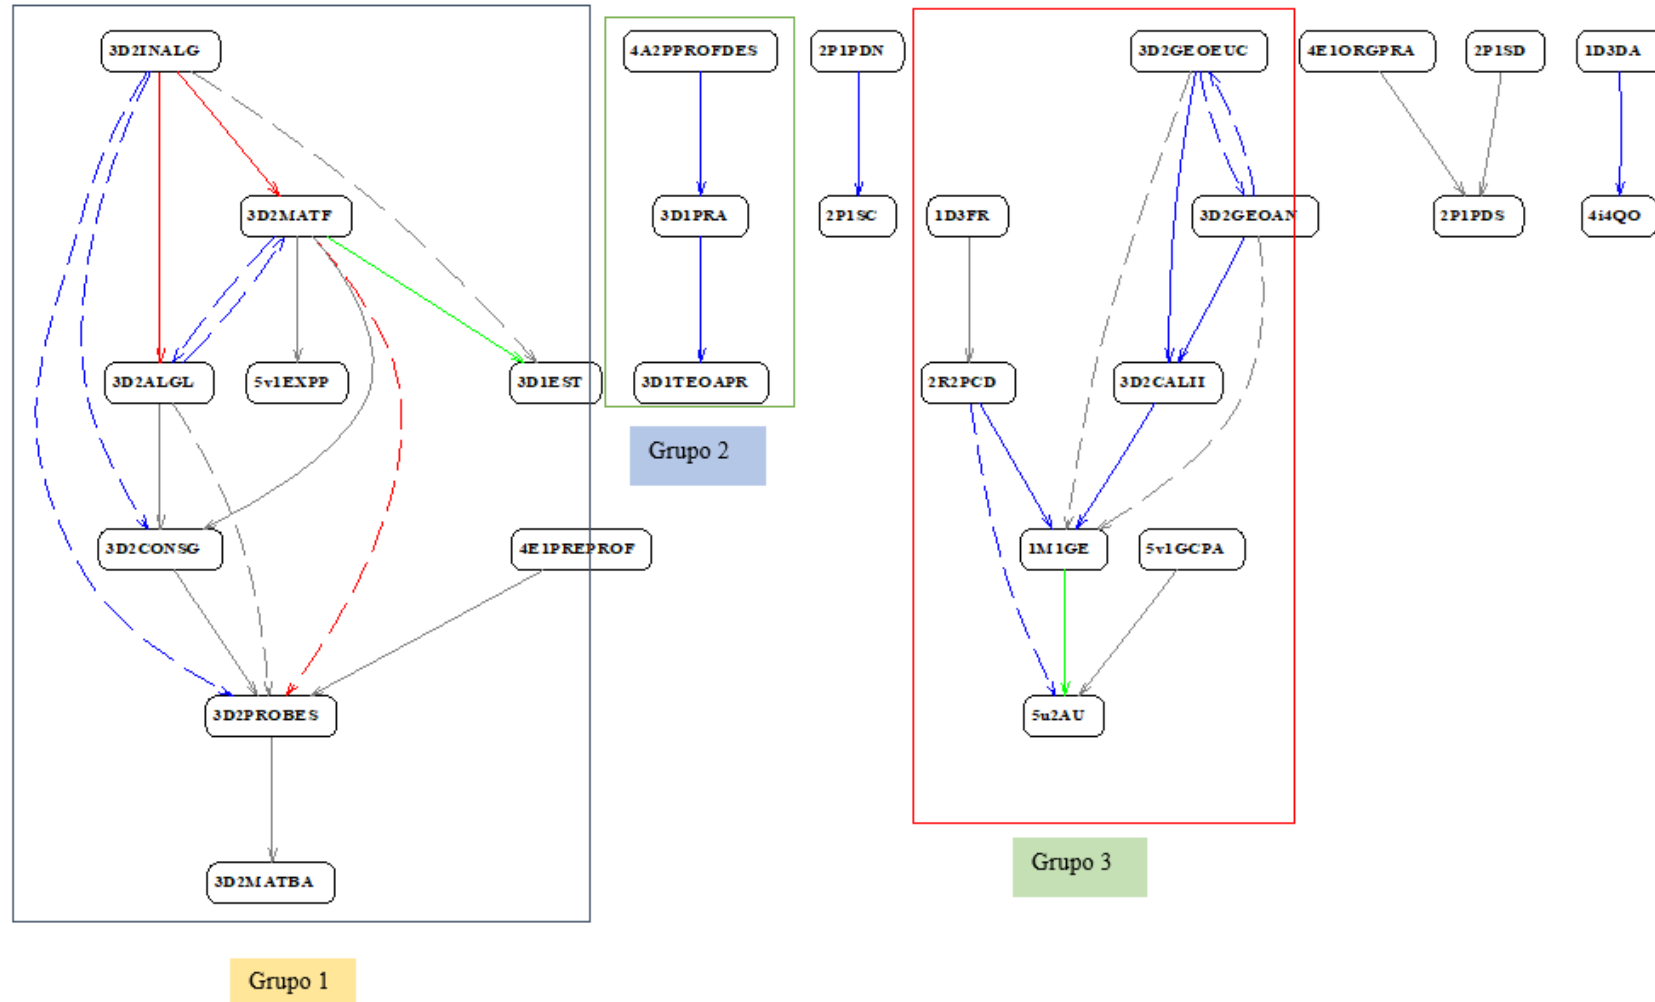 3D2INALG
4A2PPROFDES
2P1PDN
3D2GEOEUC
4E1ORGPRA
2P1SD
1D3DA
3D2MATF
3D1PRA
2P1SC
1D3FR
3D2GEOAN
2P1PDS
4i4QO
3D2ALGL
5v1EXPP
3D1EST
3D1TEOAPR
2R2PCD
3D2CALII
Grupo 2
3D2CONSG
4E1PREPROF
1M1GE
5v1GCPA
3D2PROBES
5u2AU
Grupo 3
3D2MATBA
Grupo 1